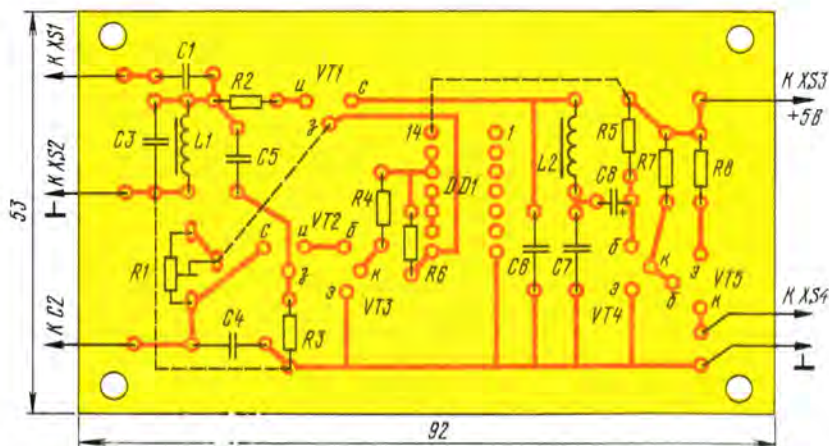 К XS1
C1
R2
VT1
и
с
К XS3
+5В
C3
L1
C5
з
14
1
R5
R7
R8
К XS2
R4
DD1
L2
C8
+
53
R1
с
VT2
и
б
к
R6
C6
C7
б
к
э
з
э
VT3
э
VT4
б
VT5
к
К XS4
К C2
C4
R3
92